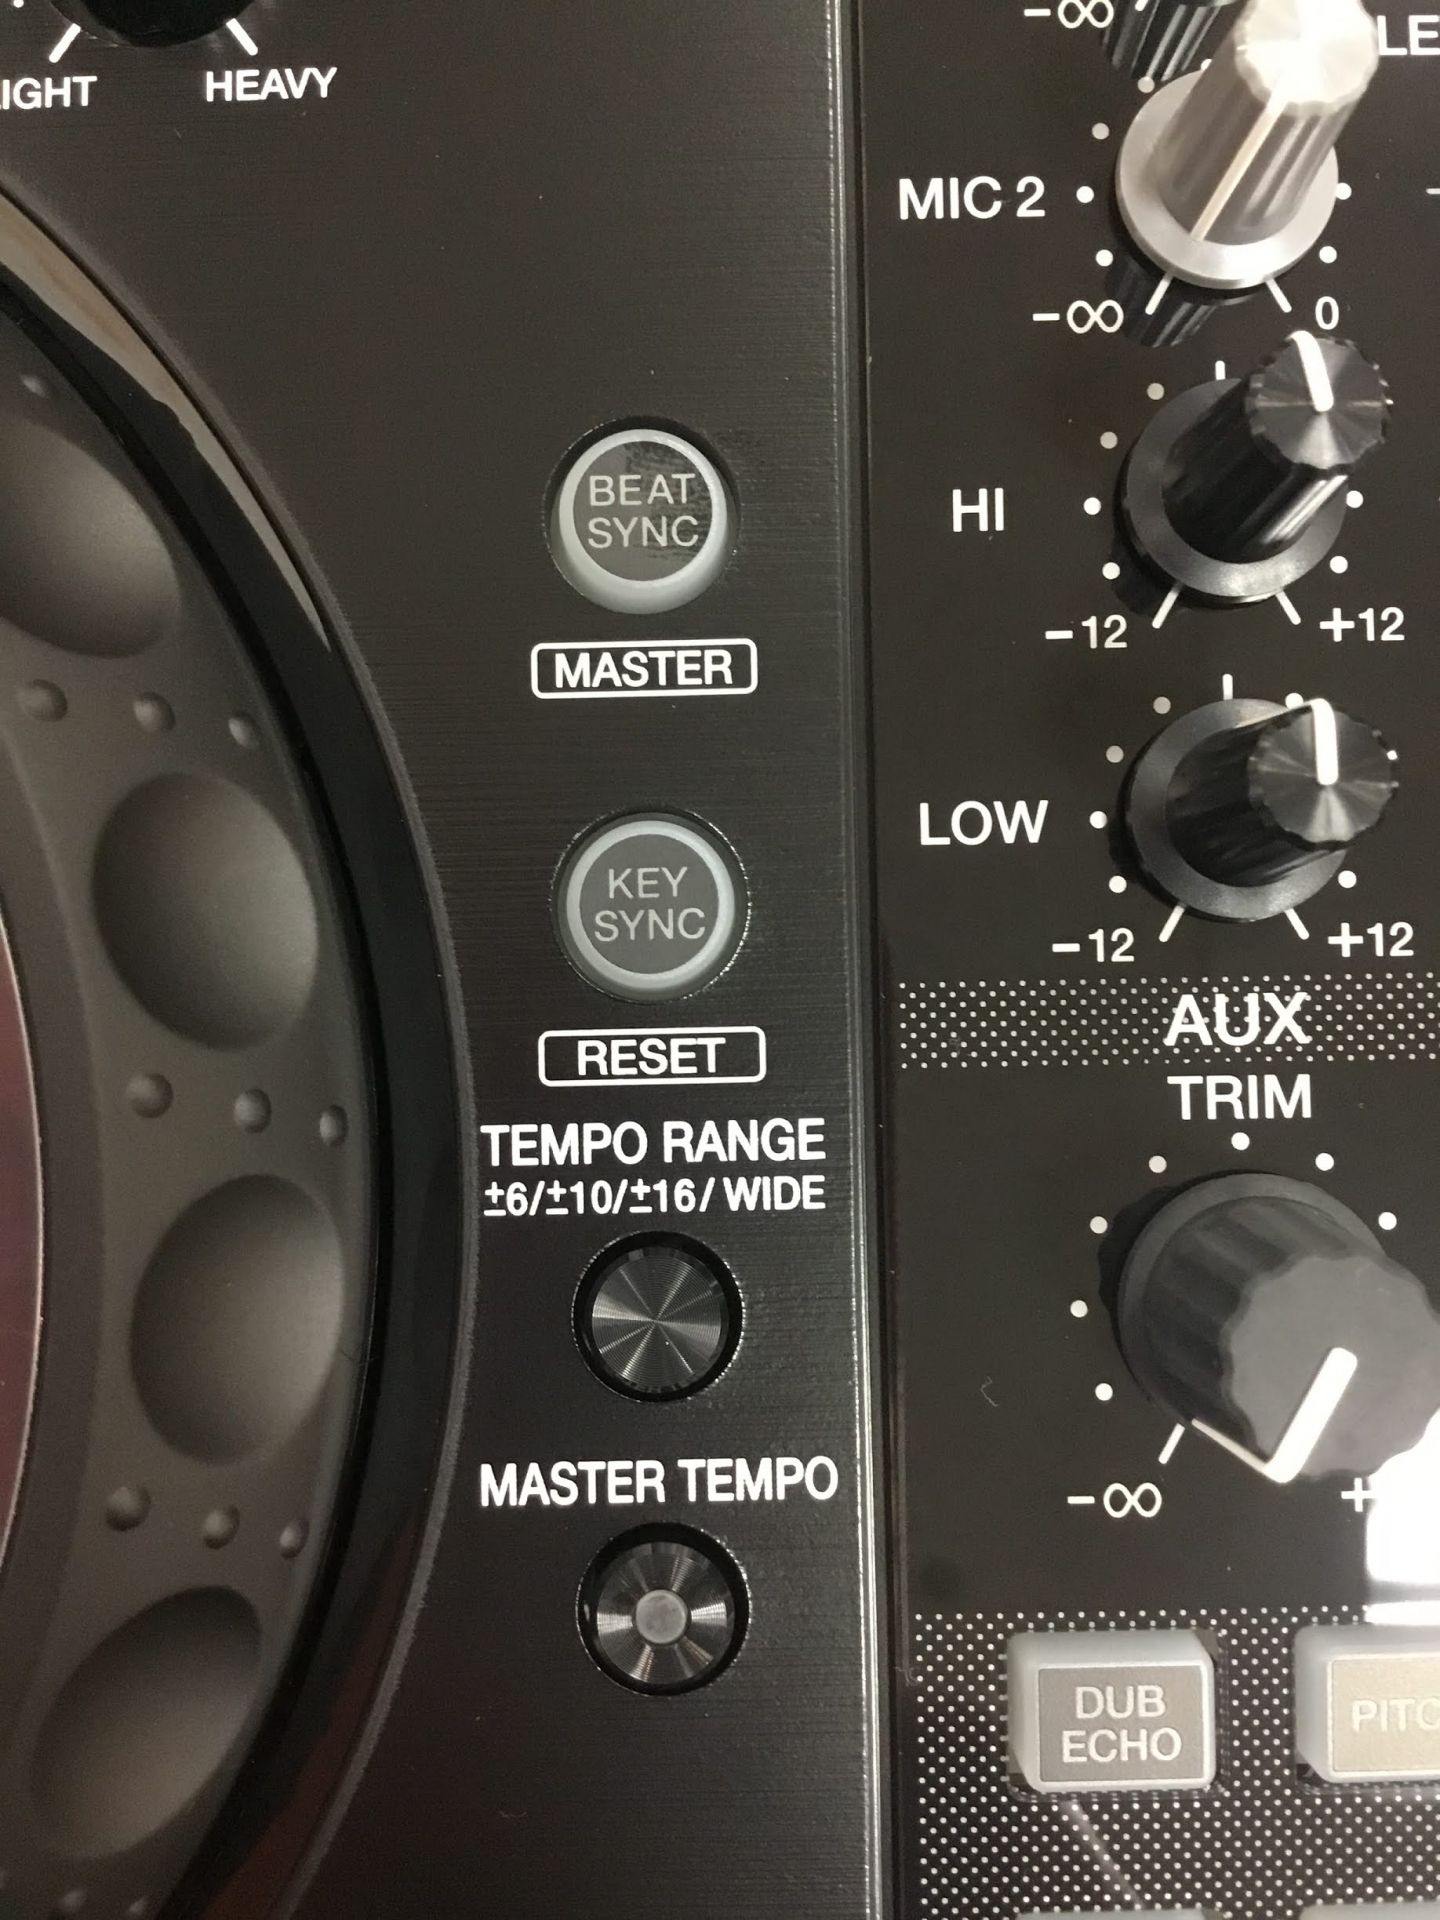 LIGHT HEAVY
BEAT
SYNC
MASTER
KEY
SYNC
RESET
TEMPO RANGE
±6/±10/±16/WIDE
MASTER TEMPO
-∞
MIC 2
-∞ 0
HI
-12 +12
LOW
-12 +12
AUX
TRIM
-∞ +
DUB
ECHO